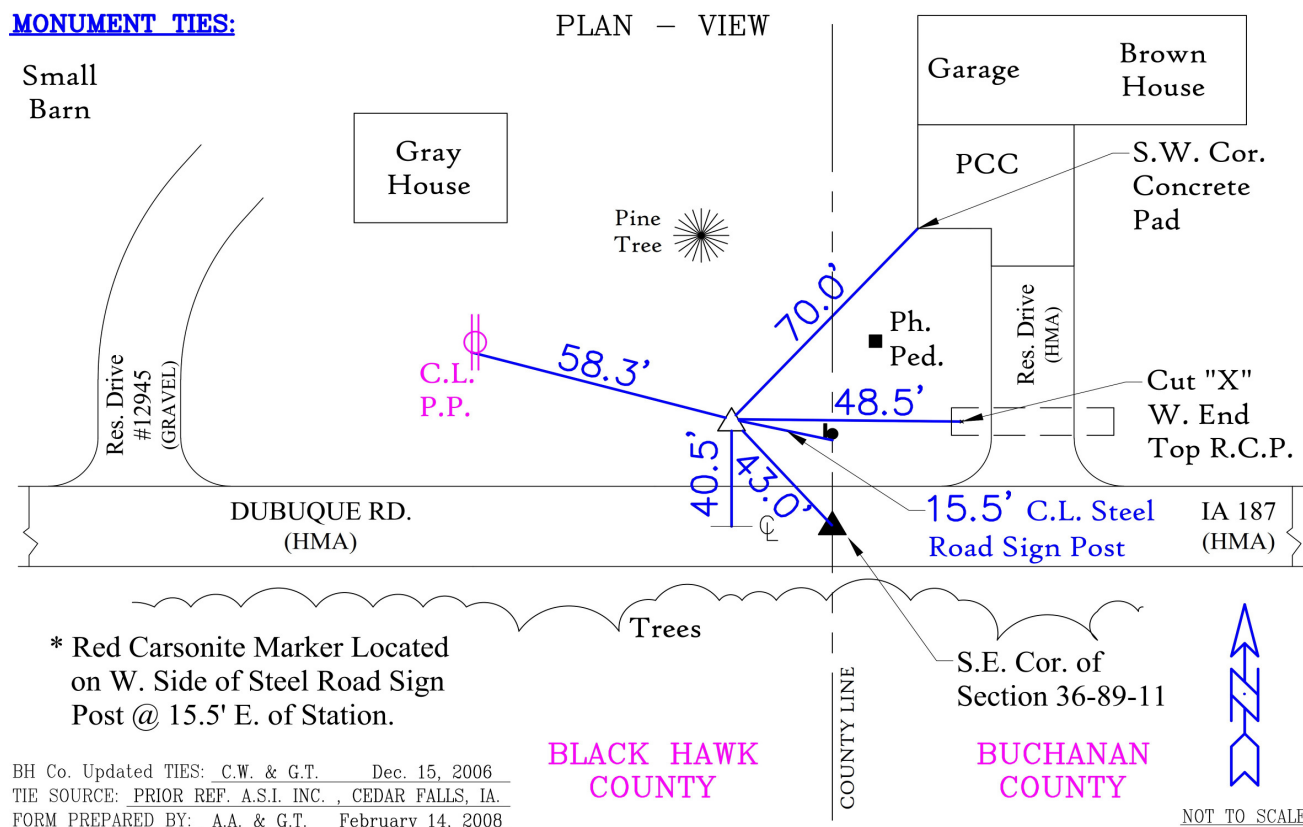 MONUMENT TIES:
PLAN – VIEW
Small
Barn
Gray
House
Pine
Tree
Garage
Brown
House
PCC
S.W. Cor.
Concrete
Pad
70.0'
Ph.
Ped.
Res. Drive
(HMA)
C.L.
P.P.
58.3'
48.5'
Cut "X"
W. End
Top R.C.P.
Res. Drive
#12945
(GRAVEL)
40.5'
43.0'
DUBUQUE RD.
(HMA)
℄
15.5' C.L. Steel
Road Sign Post
IA 187
(HMA)
Trees
* Red Carsonite Marker Located
on W. Side of Steel Road Sign
Post @ 15.5' E. of Station.
S.E. Cor. of
Section 36-89-11
COUNTY LINE
BLACK HAWK
COUNTY
BUCHANAN
COUNTY
N
BH Co. Updated TIES: C.W. & G.T. Dec. 15, 2006
TIE SOURCE: PRIOR REF. A.S.I. INC. , CEDAR FALLS, IA.
FORM PREPARED BY: A.A. & G.T. February 14, 2008
NOT TO SCALE